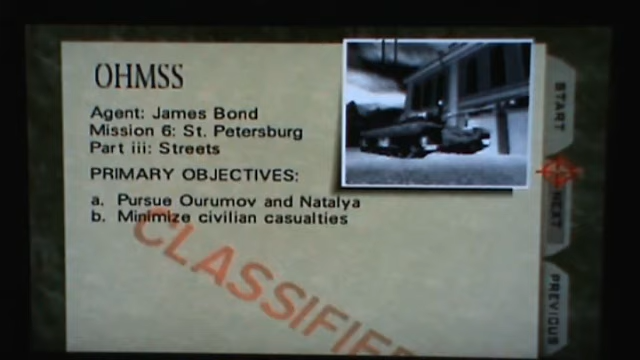 OHMSS
Agent: James Bond
Mission 6: St. Petersburg
Part iii: Streets
PRIMARY OBJECTIVES:
a. Pursue Ourumov and Natalya
b. Minimize civilian casualties
CLASSIFIE
START
NEXT
PREVIOUS